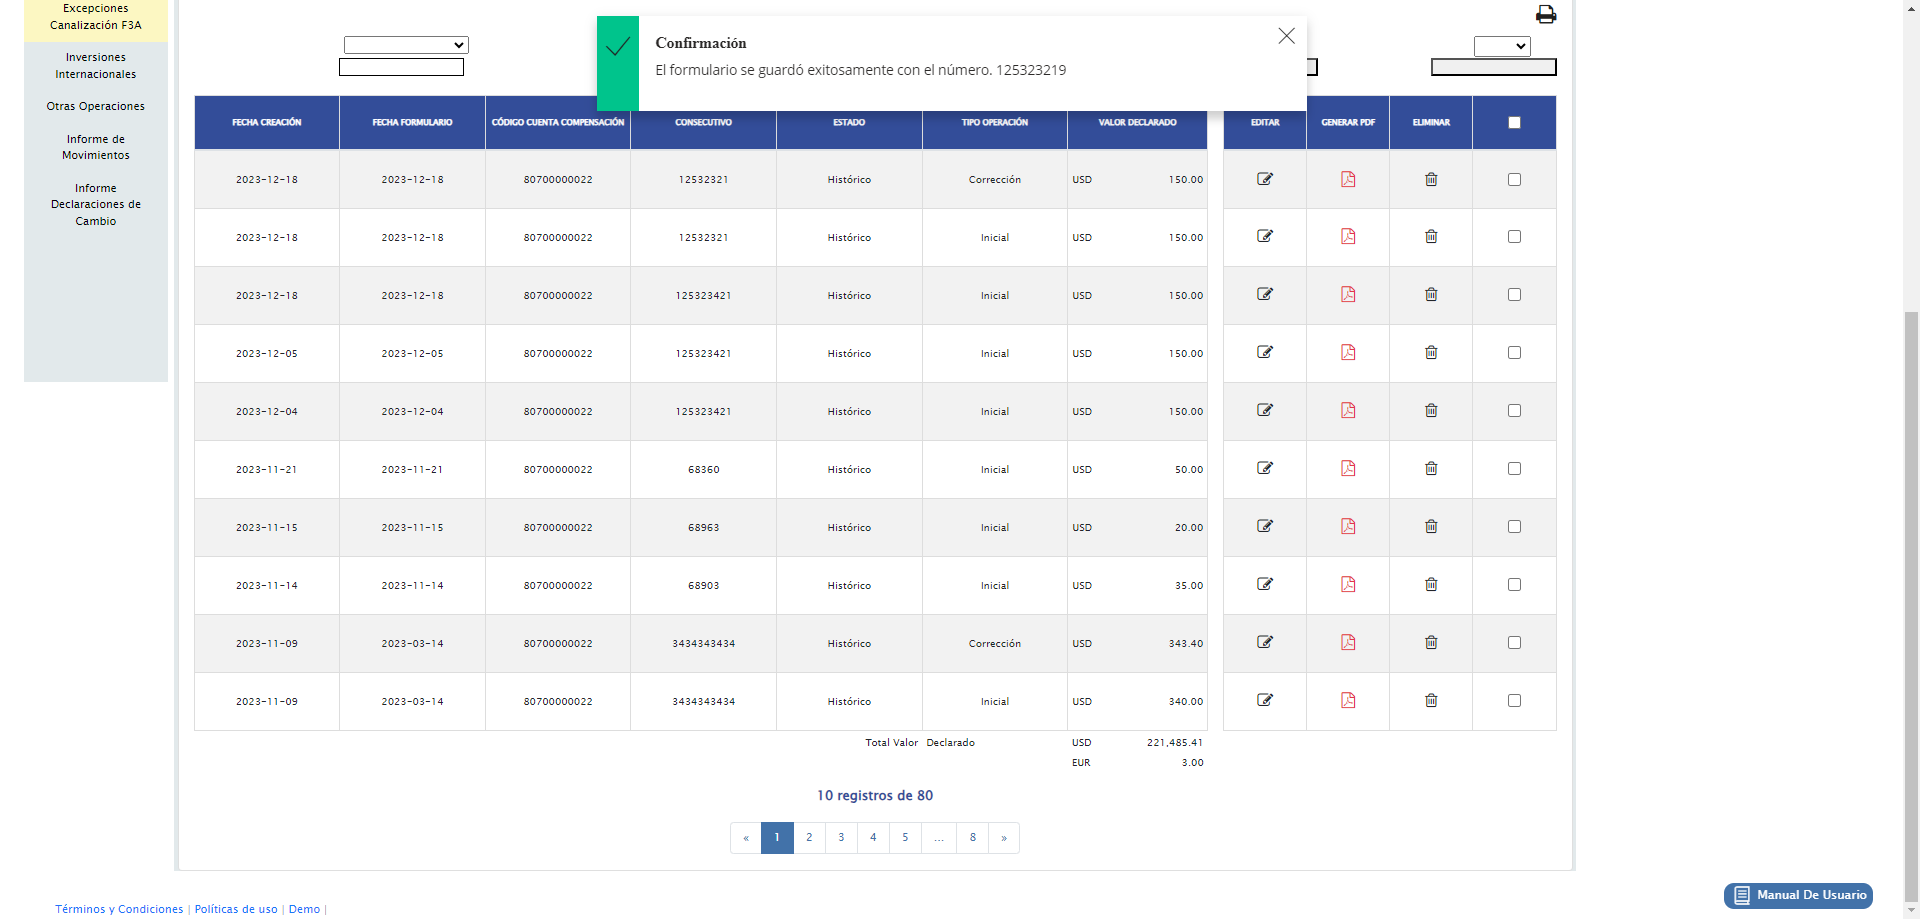 Excepciones
Canalización F3A
Inversiones
Internacionales
Otras Operaciones
Informe de
Movimientos
Informe
Declaraciones de
Cambio
Confirmación
El formulario se guardó exitosamente con el número. 125323219
FECHA CREACIÓN FECHA FORMULARIO CÓDIGO CUENTA COMPENSACIÓN CONSECUTIVO ESTADO TIPO OPERACIÓN VALOR DECLARADO EDITAR GENERAR PDF ELIMINAR
2023-12-18 2023-12-18 80700000022 12532321 Histórico Corrección USD 150.00
2023-12-18 2023-12-18 80700000022 12532321 Histórico Inicial USD 150.00
2023-12-18 2023-12-18 80700000022 125323421 Histórico Inicial USD 150.00
2023-12-05 2023-12-05 80700000022 125323421 Histórico Inicial USD 150.00
2023-12-04 2023-12-04 80700000022 125323421 Histórico Inicial USD 150.00
2023-11-21 2023-11-21 80700000022 68360 Histórico Inicial USD 50.00
2023-11-15 2023-11-15 80700000022 68963 Histórico Inicial USD 20.00
2023-11-14 2023-11-14 80700000022 68903 Histórico Inicial USD 35.00
2023-11-09 2023-03-14 80700000022 3434343434 Histórico Corrección USD 343.40
2023-11-09 2023-03-14 80700000022 3434343434 Histórico Inicial USD 340.00
Total Valor Declarado USD 221,485.41
EUR 3.00
10 registros de 80
« 1 2 3 4 5 ... 8 »
Manual De Usuario
Términos y Condiciones | Políticas de uso | Demo |